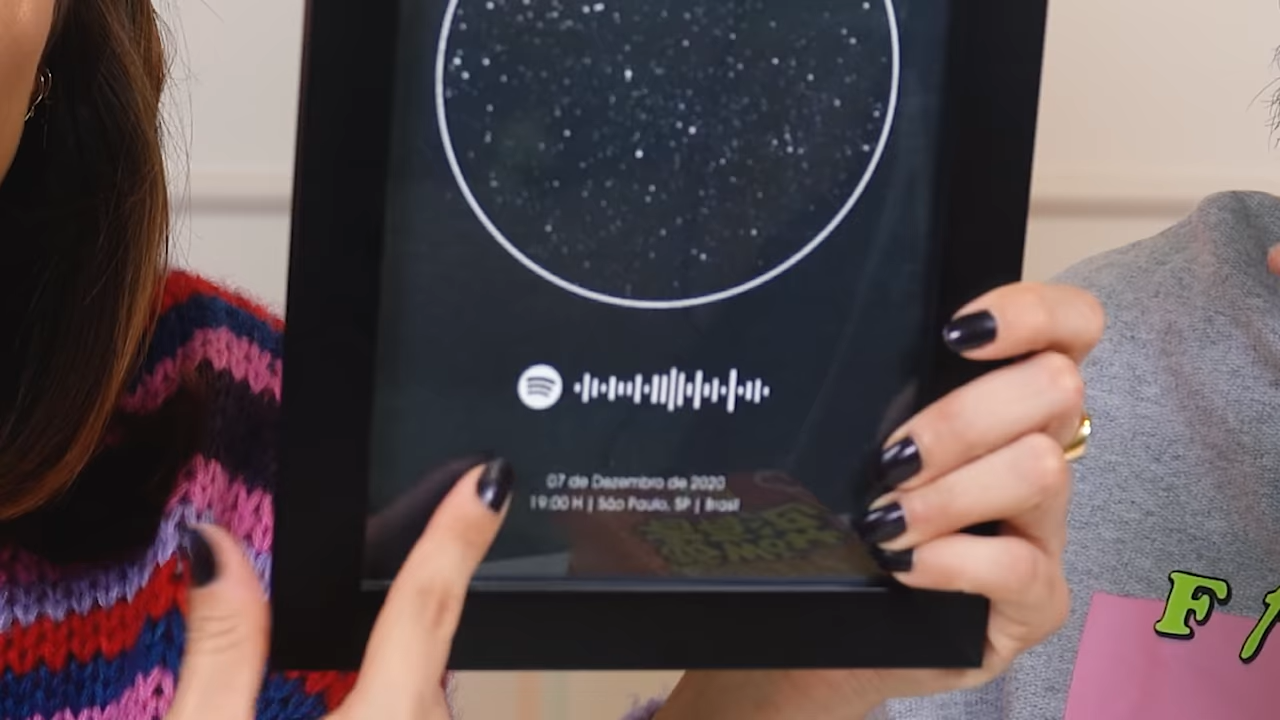 07 de Dezembro de 2020
19:00 H | São Paulo, SP | Brasil
F